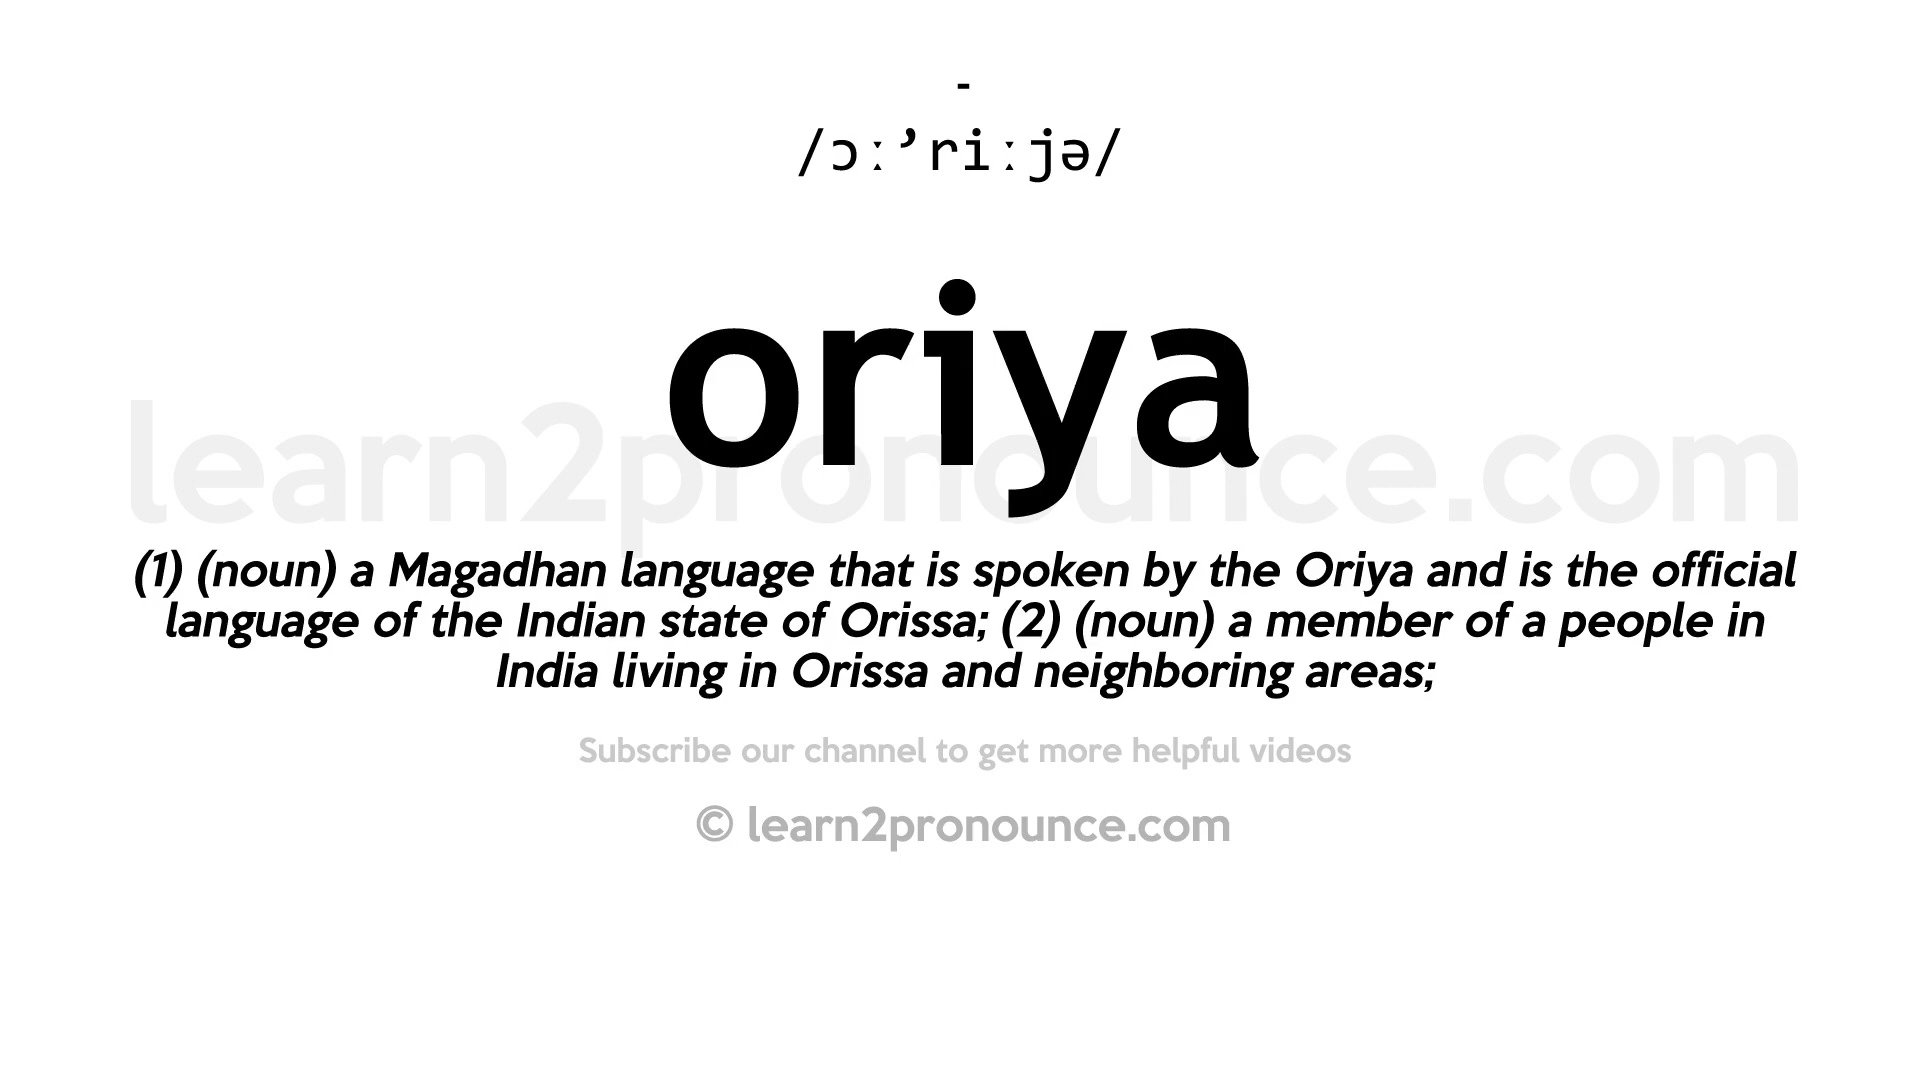 -
/ɔː’riːjə/
oriya
learn2pronounce.com
(1) (noun) a Magadhan language that is spoken by the Oriya and is the official
language of the Indian state of Orissa; (2) (noun) a member of a people in
India living in Orissa and neighboring areas;
Subscribe our channel to get more helpful videos
© learn2pronounce.com